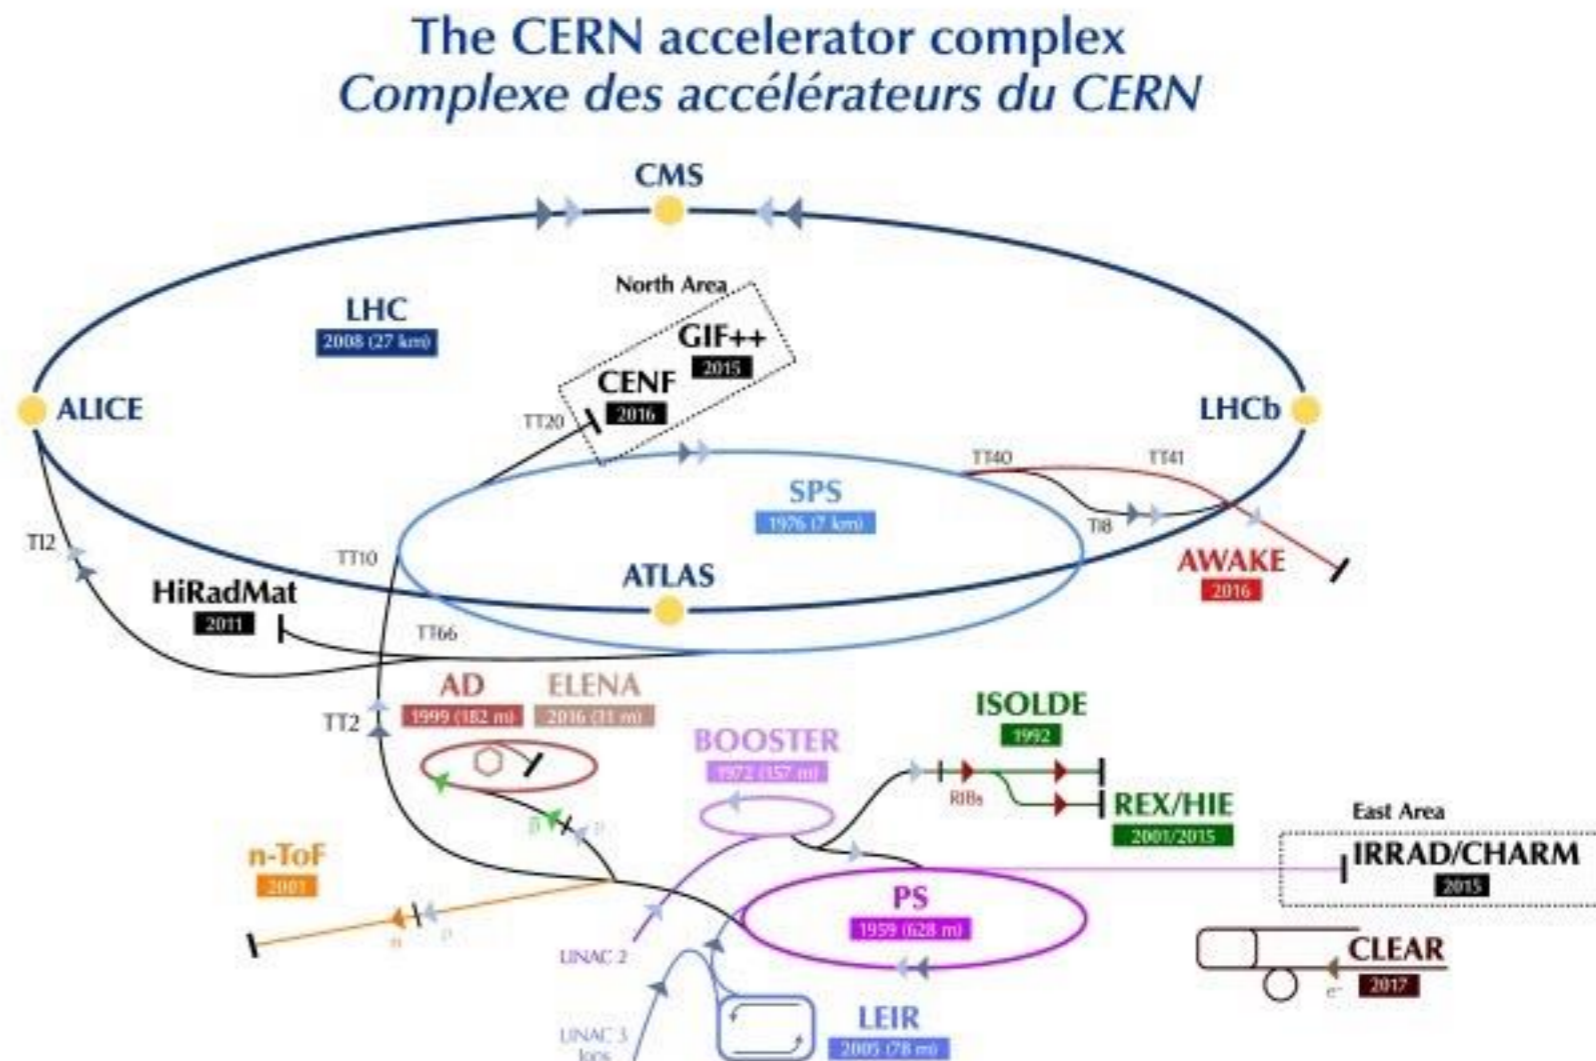 The CERN accelerator complex
Complexe des accélérateurs du CERN
CMS
North Area
LHC
2008 (27 km)
GIF++
2015
CENF
2016
TT20
ALICE
LHCb
TT40
TT41
SPS
1976 (7 km)
TI8
TI2
TT10
AWAKE
2016
ATLAS
HiRadMat
2011
TT66
AD
1999 (182 m)
ELENA
2016 (31 m)
TT2
ISOLDE
1992
BOOSTER
1972 (157 m)
RIBs
REX/HIE
2001/2015
East Area
p
p
IRRAD/CHARM
2015
n-ToF
2001
PS
1959 (628 m)
n
p
LINAC 2
CLEAR
2017
e-
LEIR
2005 (78 m)
LINAC 3
Ions